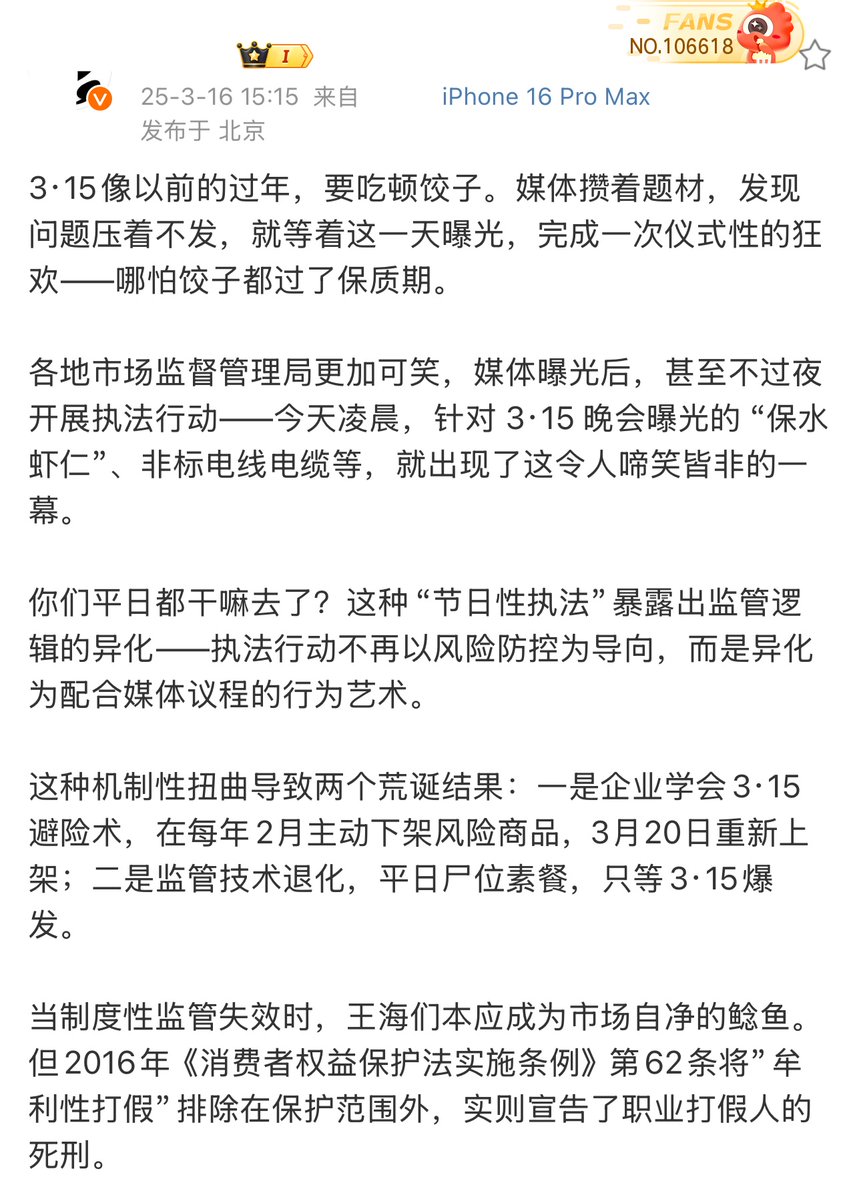 FANS
NO.106618
I
V
25-3-16 15:15 来自 iPhone 16 Pro Max
发布于 北京
3·15像以前的过年，要吃顿饺子。媒体攒着题材，发现
问题压着不发，就等着这一天曝光，完成一次仪式性的狂
欢——哪怕饺子都过了保质期。
各地市场监督管理局更加可笑，媒体曝光后，甚至不过夜
开展执法行动——今天凌晨，针对 3·15 晚会曝光的 “保水
虾仁”、非标电线电缆等，就出现了这令人啼笑皆非的一
幕。
你们平日都干嘛去了？这种 “节日性执法” 暴露出监管逻
辑的异化——执法行动不再以风险防控为导向，而是异化
为配合媒体议程的行为艺术。
这种机制性扭曲导致两个荒诞结果：一是企业学会3·15
避险术，在每年2月主动下架风险商品，3月20日重新上
架；二是监管技术退化，平日尸位素餐，只等3·15爆
发。
当制度性监管失效时，王海们本应成为市场自净的鲶鱼。
但2016年《消费者权益保护法实施条例》第62条将” 牟
利性打假” 排除在保护范围外，实则宣告了职业打假人的
死刑。